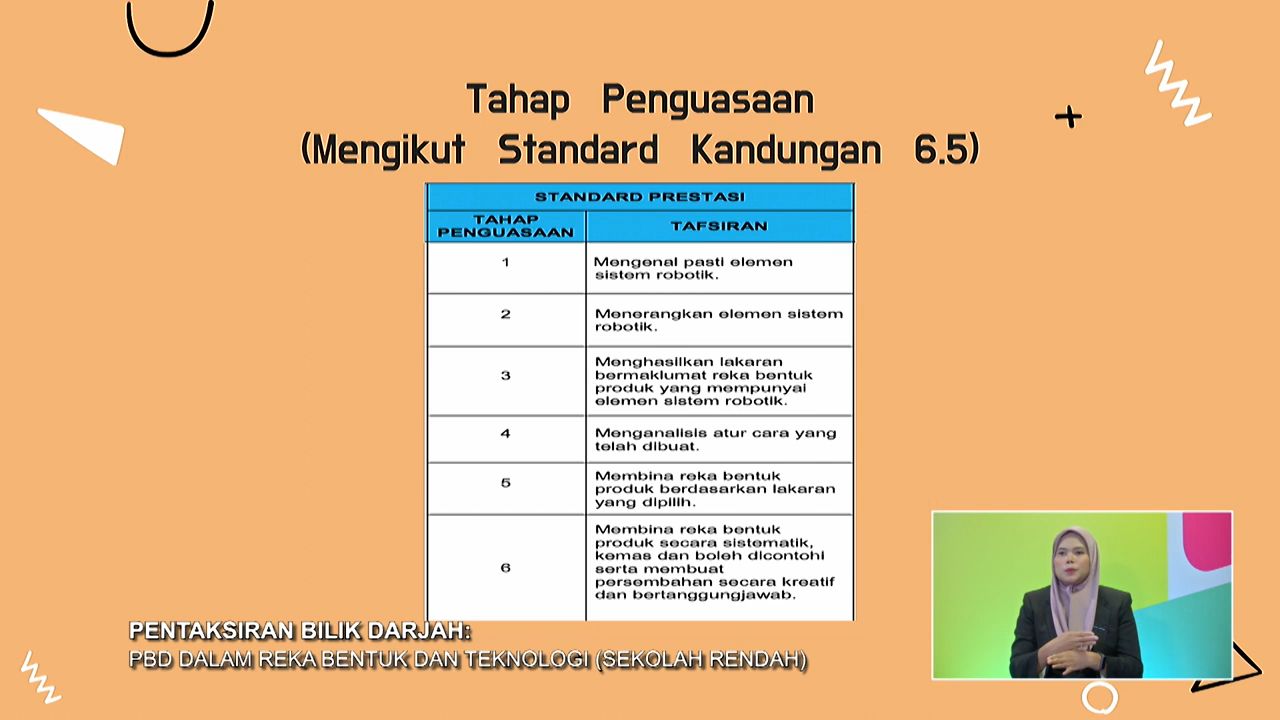 Tahap Penguasaan
(Mengikut Standard Kandungan 6.5)
STANDARD PRESTASI
TAHAP
PENGUASAAN
TAFSIRAN
1
Mengenal pasti elemen
sistem robotik.
2
Menerangkan elemen sistem
robotik.
3
Menghasilkan lakaran
bermaklumat reka bentuk
produk yang mempunyai
elemen sistem robotik.
4
Menganalisis atur cara yang
telah dibuat.
5
Membina reka bentuk
produk berdasarkan lakaran
yang dipilih.
6
Membina reka bentuk
produk secara sistematik,
kemas dan boleh dicontohi
serta membuat
persembahan secara kreatif
dan bertanggungjawab.
PENTAKSIRAN BILIK DARJAH:
PBD DALAM REKA BENTUK DAN TEKNOLOGI (SEKOLAH RENDAH)